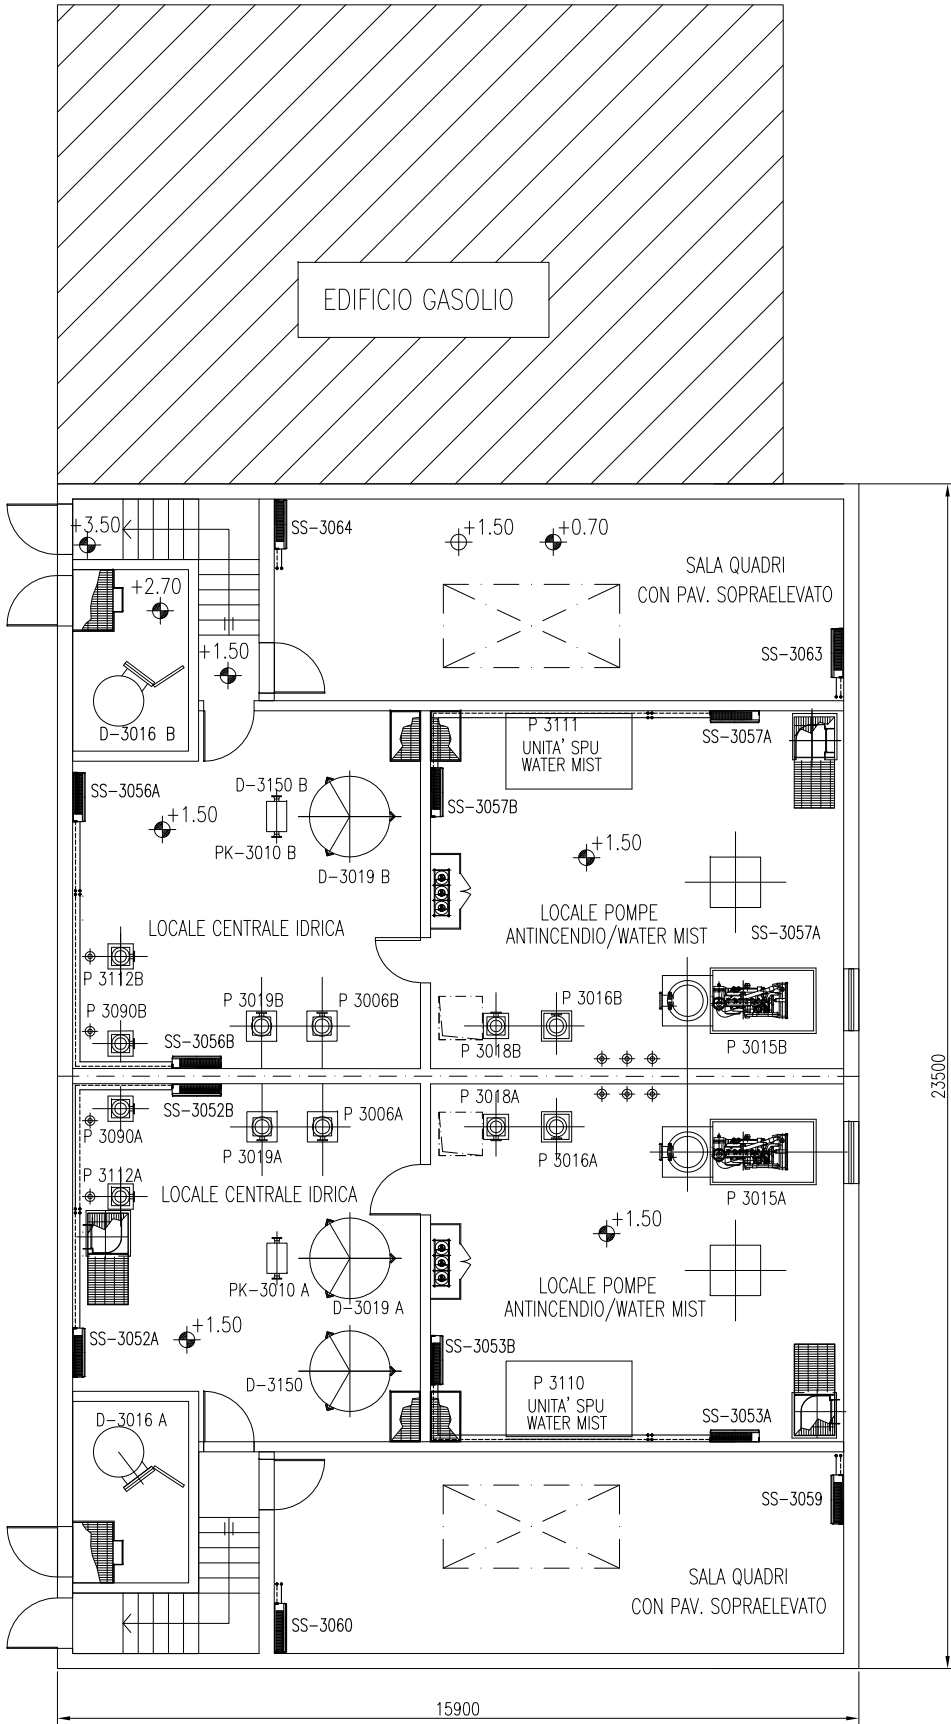 EDIFICIO GASOLIO
+3.50
SS-3064
+1.50
+0.70
SALA QUADRI
CON PAV. SOPRAELEVATO
+2.70
+1.50
SS-3063
D-3016 B
P 3111
UNITA' SPU
WATER MIST
SS-3057A
SS-3056A
D-3150 B
SS-3057B
+1.50
+1.50
PK-3010 B
D-3019 B
LOCALE CENTRALE IDRICA
LOCALE POMPE
ANTINCENDIO/WATER MIST
SS-3057A
P 3112B
P 3090B
P 3019B
P 3006B
P 3016B
SS-3056B
P 3018B
P 3015B
23500
SS-3052B
P 3018A
P 3006A
P 3090A
P 3019A
P 3016A
P 3112A
LOCALE CENTRALE IDRICA
P 3015A
+1.50
PK-3010 A
D-3019 A
LOCALE POMPE
ANTINCENDIO/WATER MIST
+1.50
SS-3052A
SS-3053B
D-3150
P 3110
UNITA' SPU
WATER MIST
SS-3053A
D-3016 A
SS-3059
SALA QUADRI
CON PAV. SOPRAELEVATO
SS-3060
15900